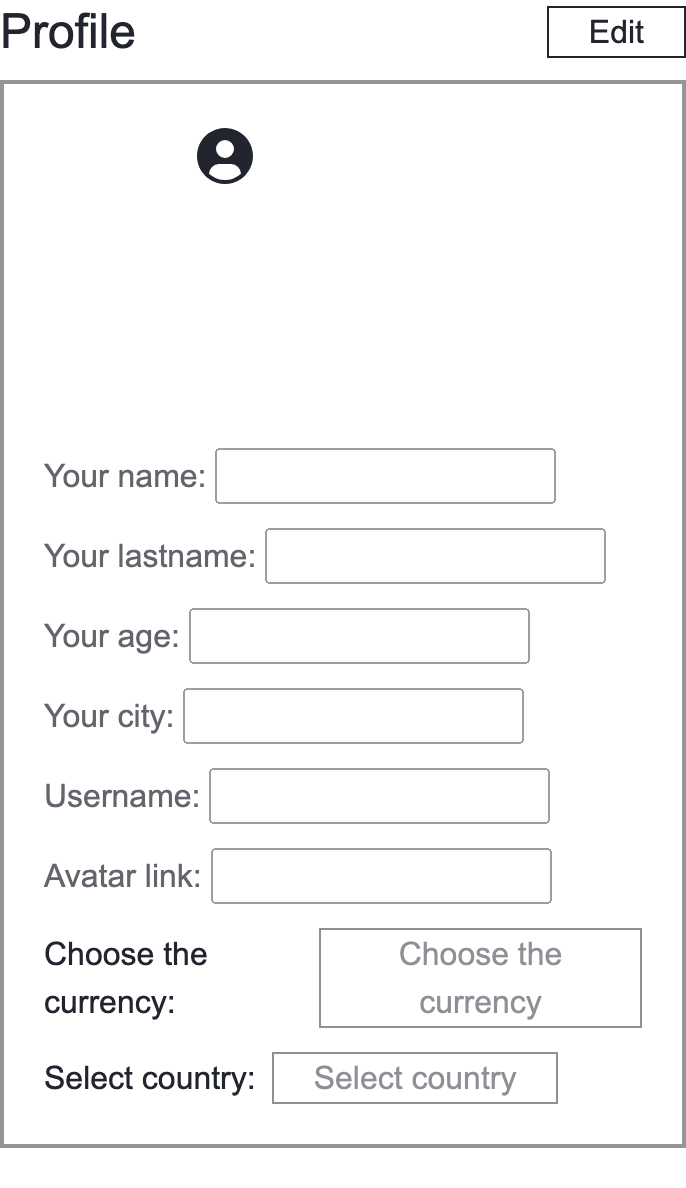 Profile
Edit
Your name:
Your lastname:
Your age:
Your city:
Username:
Avatar link:
Choose the
currency:
Choose the
currency
Select country:
Select country